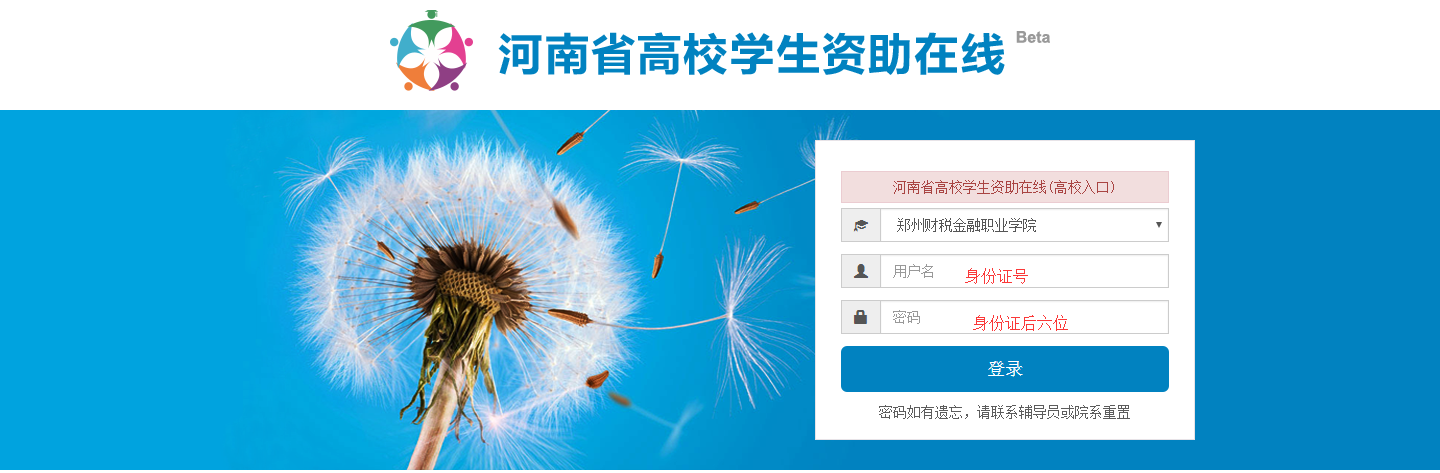 河南省高校学生资助在线 Beta
河南省高校学生资助在线(高校入口)
郑州财税金融职业学院
用户名 身份证号
密码 身份证后六位
登录
密码如有遗忘，请联系辅导员或院系重置